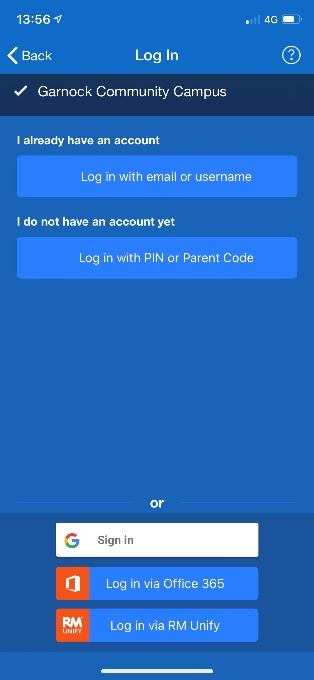 13:56
4G
Back
Log In
?
Garnock Community Campus
I already have an account
Log in with email or username
I do not have an account yet
Log in with PIN or Parent Code
or
G
Sign in
Log in via Office 365
RM
UNIFY
Log in via RM Unify